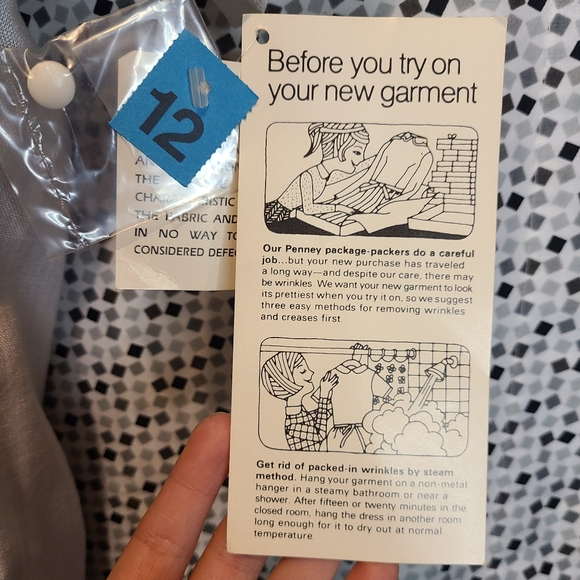 Before you try on
your new garment
Our Penney package-packers do a careful
job...but your new purchase has traveled
a long way—and despite our care, there may
be wrinkles. We want your new garment to look
its prettiest when you try it on, so we suggest
three easy methods for removing wrinkles
and creases first.
Get rid of packed-in wrinkles by steam
method. Hang your garment on a non-metal
hanger in a steamy bathroom or near a
shower. After fifteen or twenty minutes in the
closed room, hang the dress in another room
long enough for it to dry out at normal
temperature.
12
THE
THE FABRIC AND
IN NO WAY
CONSIDERED